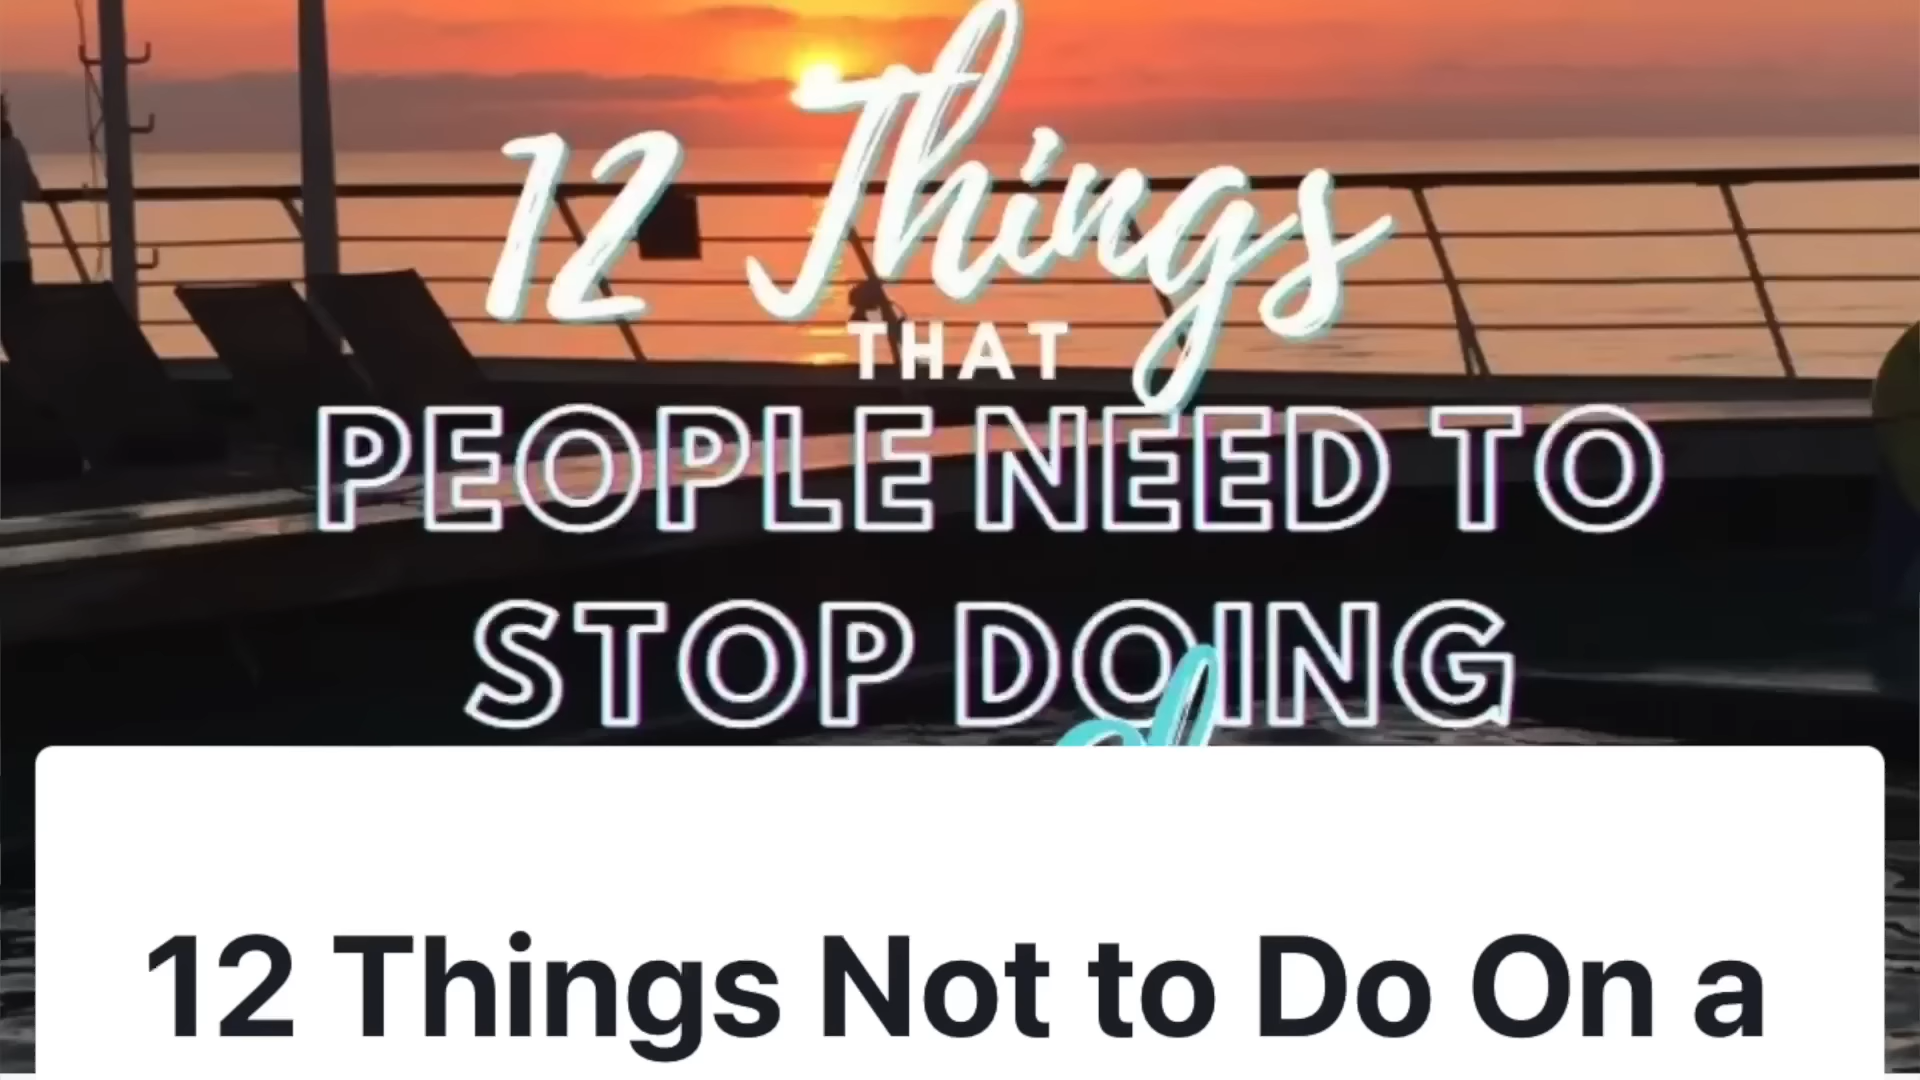 12 Things
THAT
PEOPLE NEED TO
STOP DOING
12 Things Not to Do On a